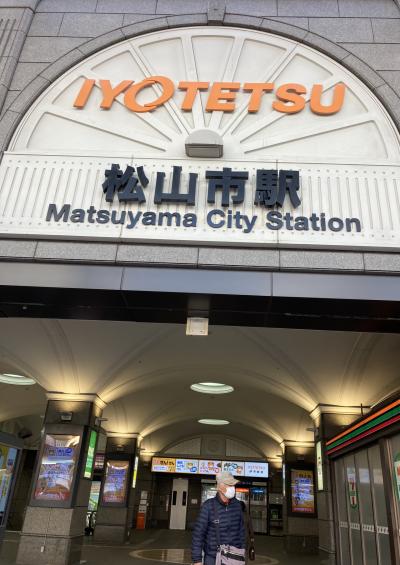 IYOTETSU
松山市駅
Matsuyama City Station